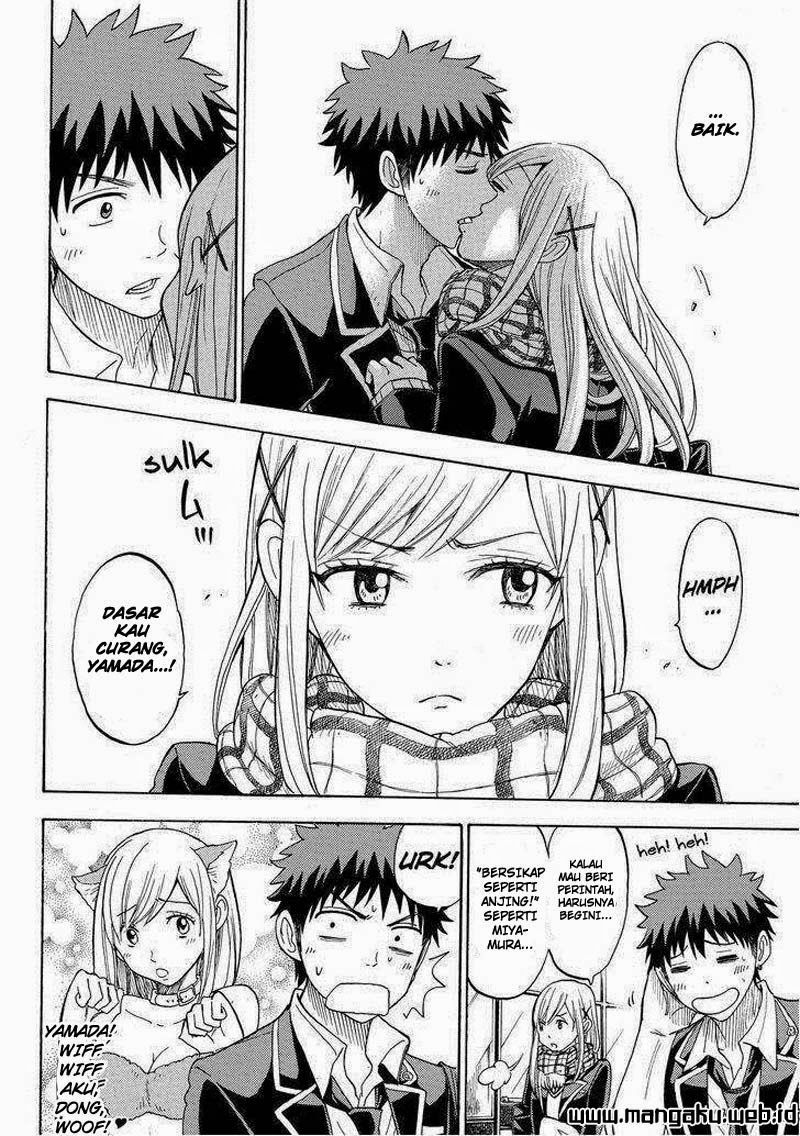 ...
BAIK.
HMPH
...
sulk
DASAR
KAU
CURANG,
YAMADA...!
heh! heh!
KALAU
MAU BERI
PERINTAH,
HARUSNYA
BEGINI...
"BERSIKAP
SEPERTI
ANJING!"
SEPERTI
MIYA-
MURA...
URK!
YAMADA!
WIFF
WIFF
AKU,
DONG,
WOOF! ♥
www.mangaku.web.id